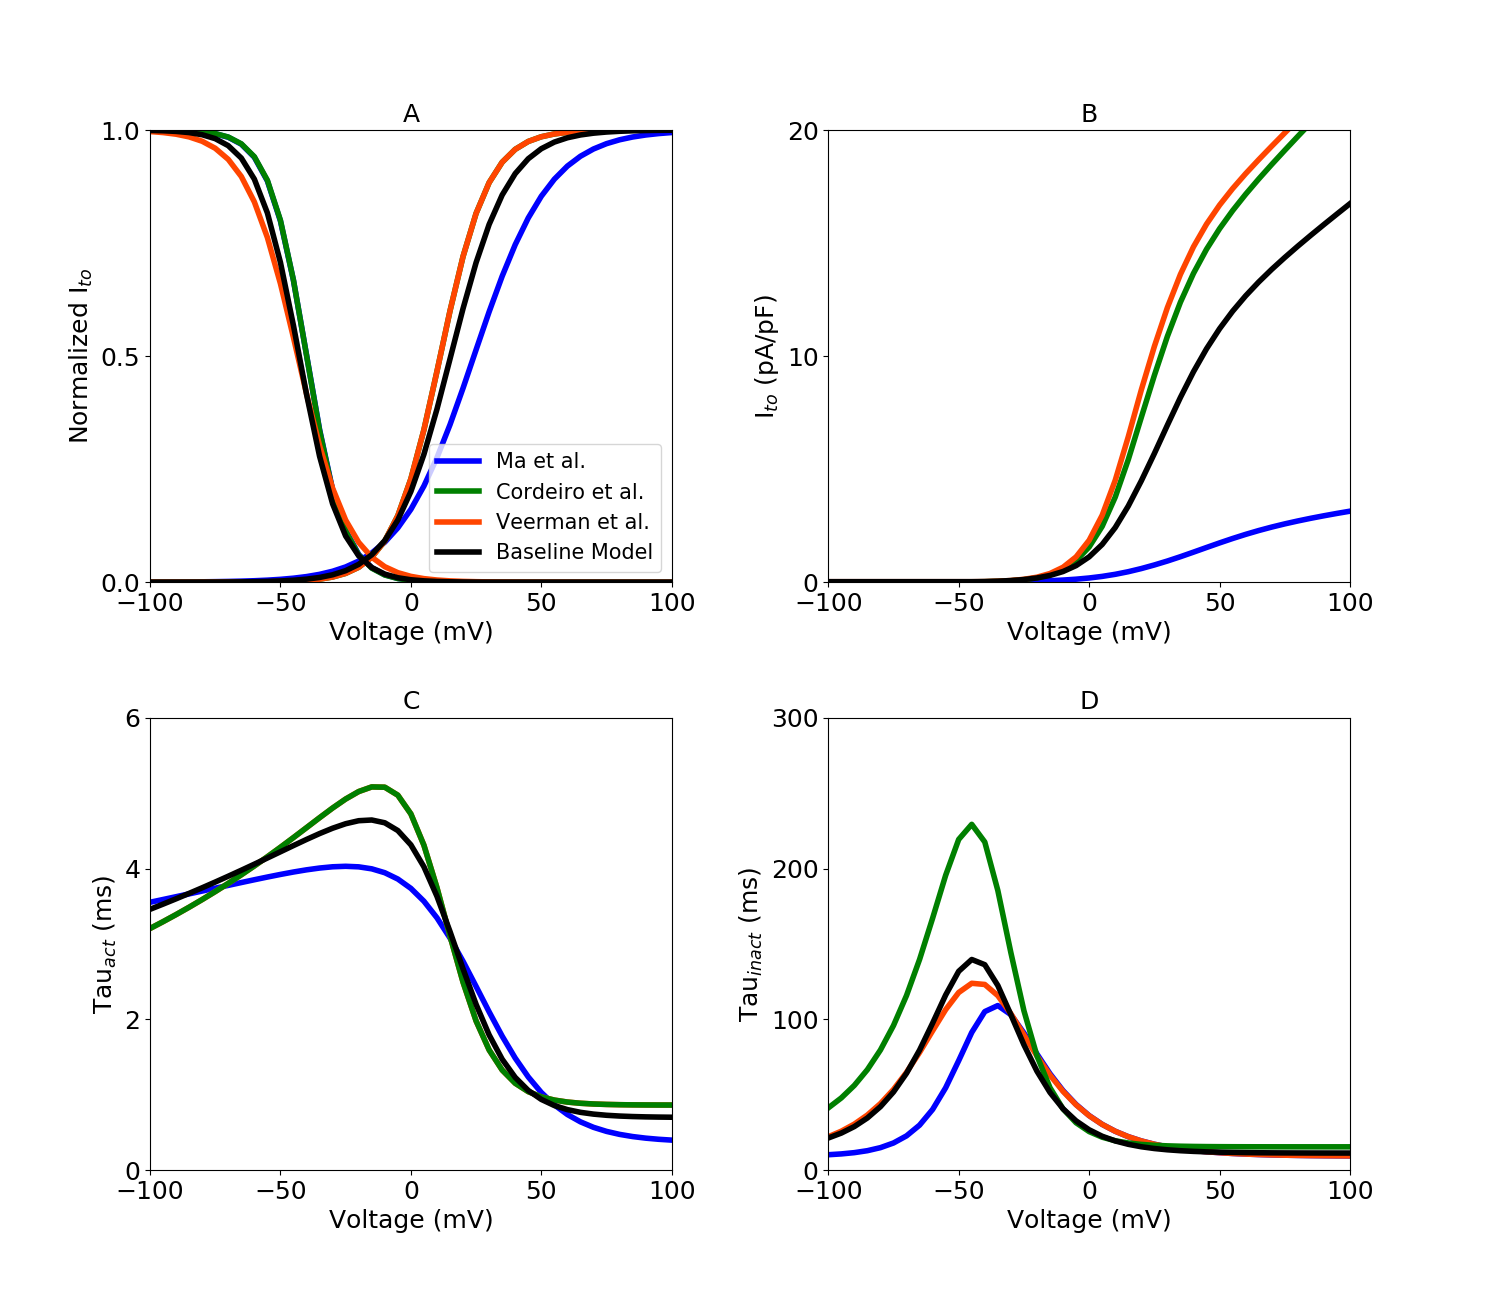 A
1.0
0.5
0.0
Normalized I_to
Ma et al.
Cordeiro et al.
Veerman et al.
Baseline Model
−100 −50 0 50 100
Voltage (mV)
B
20
10
0
I_to (pA/pF)
−100 −50 0 50 100
Voltage (mV)
C
6
4
2
0
Tau_act (ms)
−100 −50 0 50 100
Voltage (mV)
D
300
200
100
0
Tau_inact (ms)
−100 −50 0 50 100
Voltage (mV)